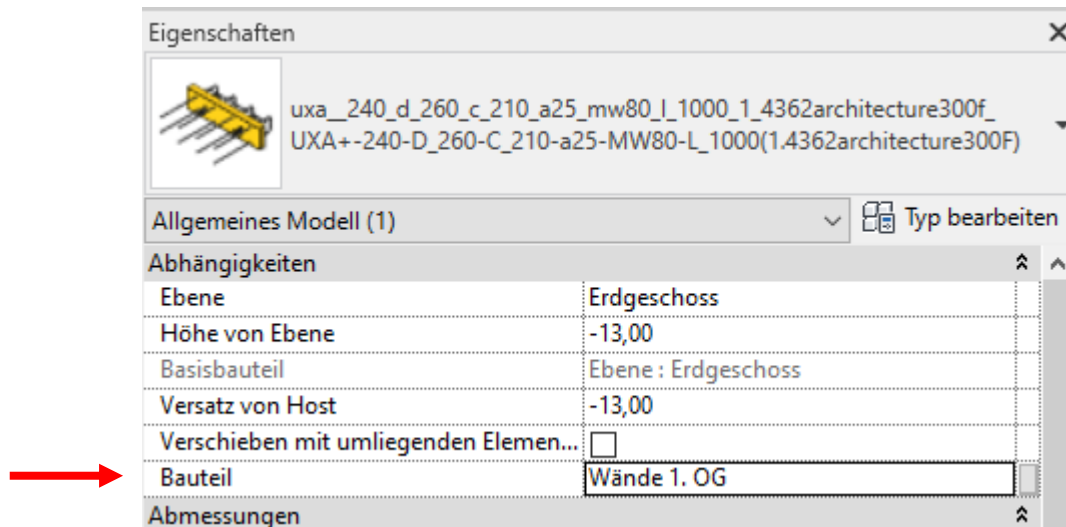 Eigenschaften
uxa__240_d_260_c_210_a25_mw80_l_1000_1_4362architecture300f_
UXA+-240-D_260-C_210-a25-MW80-L_1000(1.4362architecture300F)
Allgemeines Modell (1)
Typ bearbeiten
Abhängigkeiten
Ebene Erdgeschoss
Höhe von Ebene -13,00
Basisbauteil Ebene : Erdgeschoss
Versatz von Host -13,00
Verschieben mit umliegenden Elemen...
Bauteil Wände 1. OG
Abmessungen